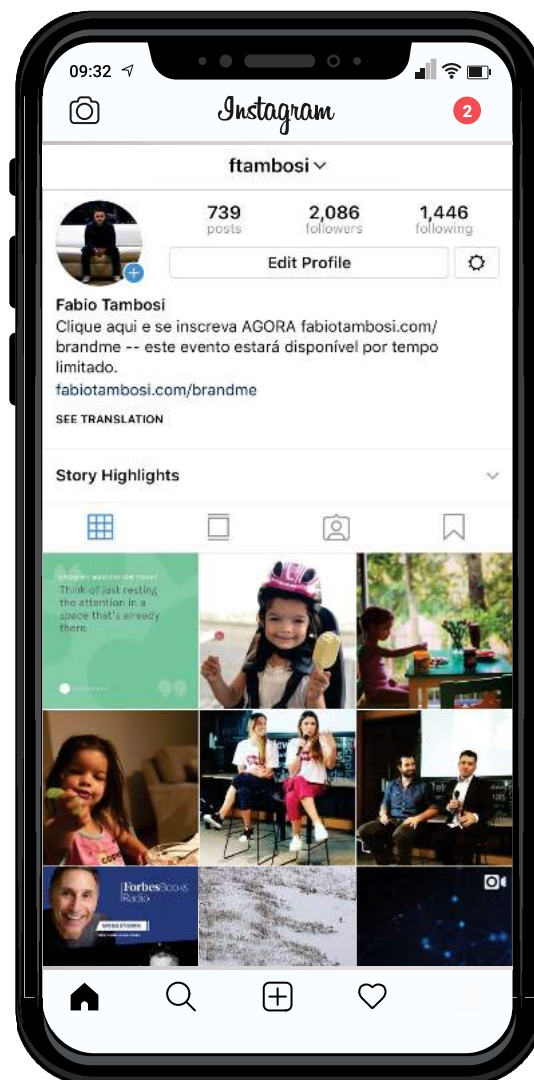 09:32
Instagram
2
ftambosi
739 2,086 1,446
posts followers following
Edit Profile
Fabio Tambosi
Clique aqui e se inscreva AGORA fabiotambosi.com/
brandme -- este evento estará disponível por tempo
limitado.
fabiotambosi.com/brandme
SEE TRANSLATION
Story Highlights
Think of just resting
the attention in a
space that's already
there.
ForbesBooks
Radio